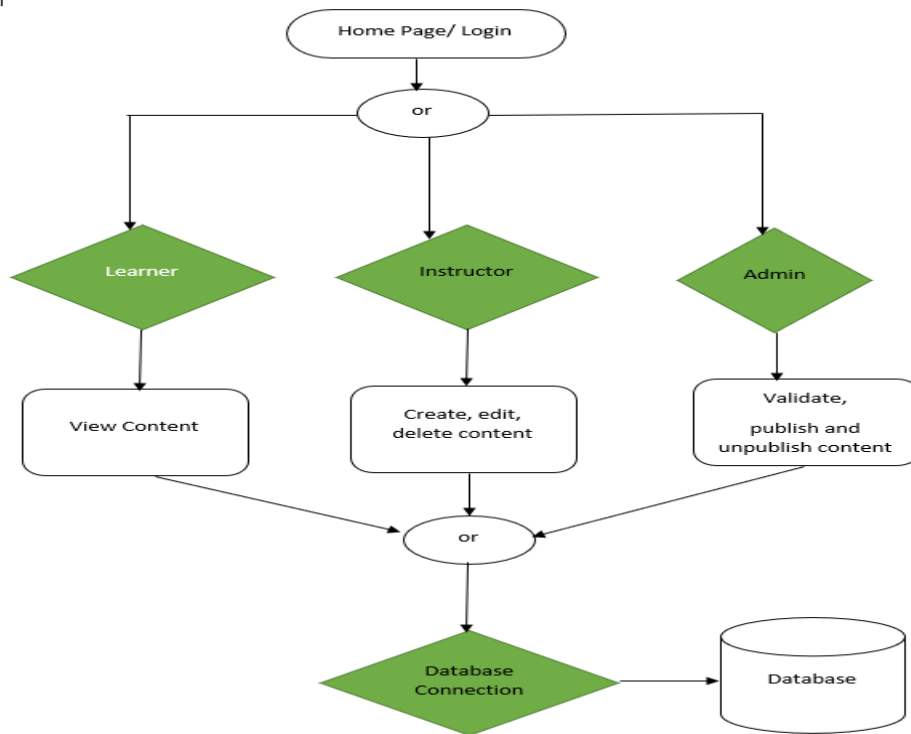 Home Page/ Login
or
Learner
Instructor
Admin
View Content
Create, edit,
delete content
Validate,
publish and
unpublish content
or
Database
Connection
Database